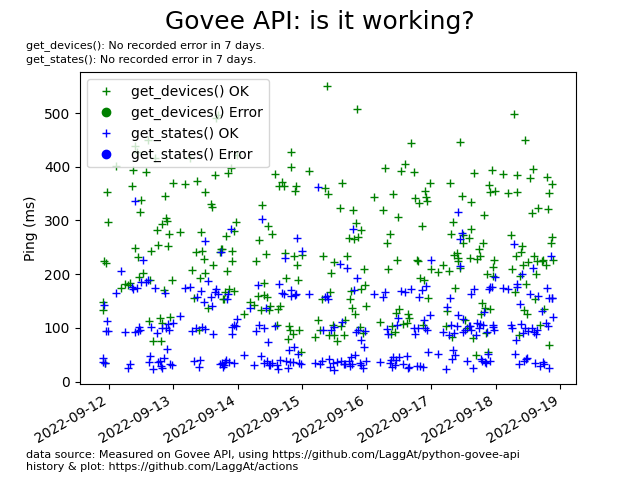 Govee API: is it working?
get_devices(): No recorded error in 7 days.
get_states(): No recorded error in 7 days.
get_devices() OK
get_devices() Error
get_states() OK
get_states() Error
Ping (ms)
500
400
300
200
100
0
2022-09-12
2022-09-13
2022-09-14
2022-09-15
2022-09-16
2022-09-17
2022-09-18
2022-09-19
data source: Measured on Govee API, using https://github.com/LaggAt/python-govee-api
history & plot: https://github.com/LaggAt/actions